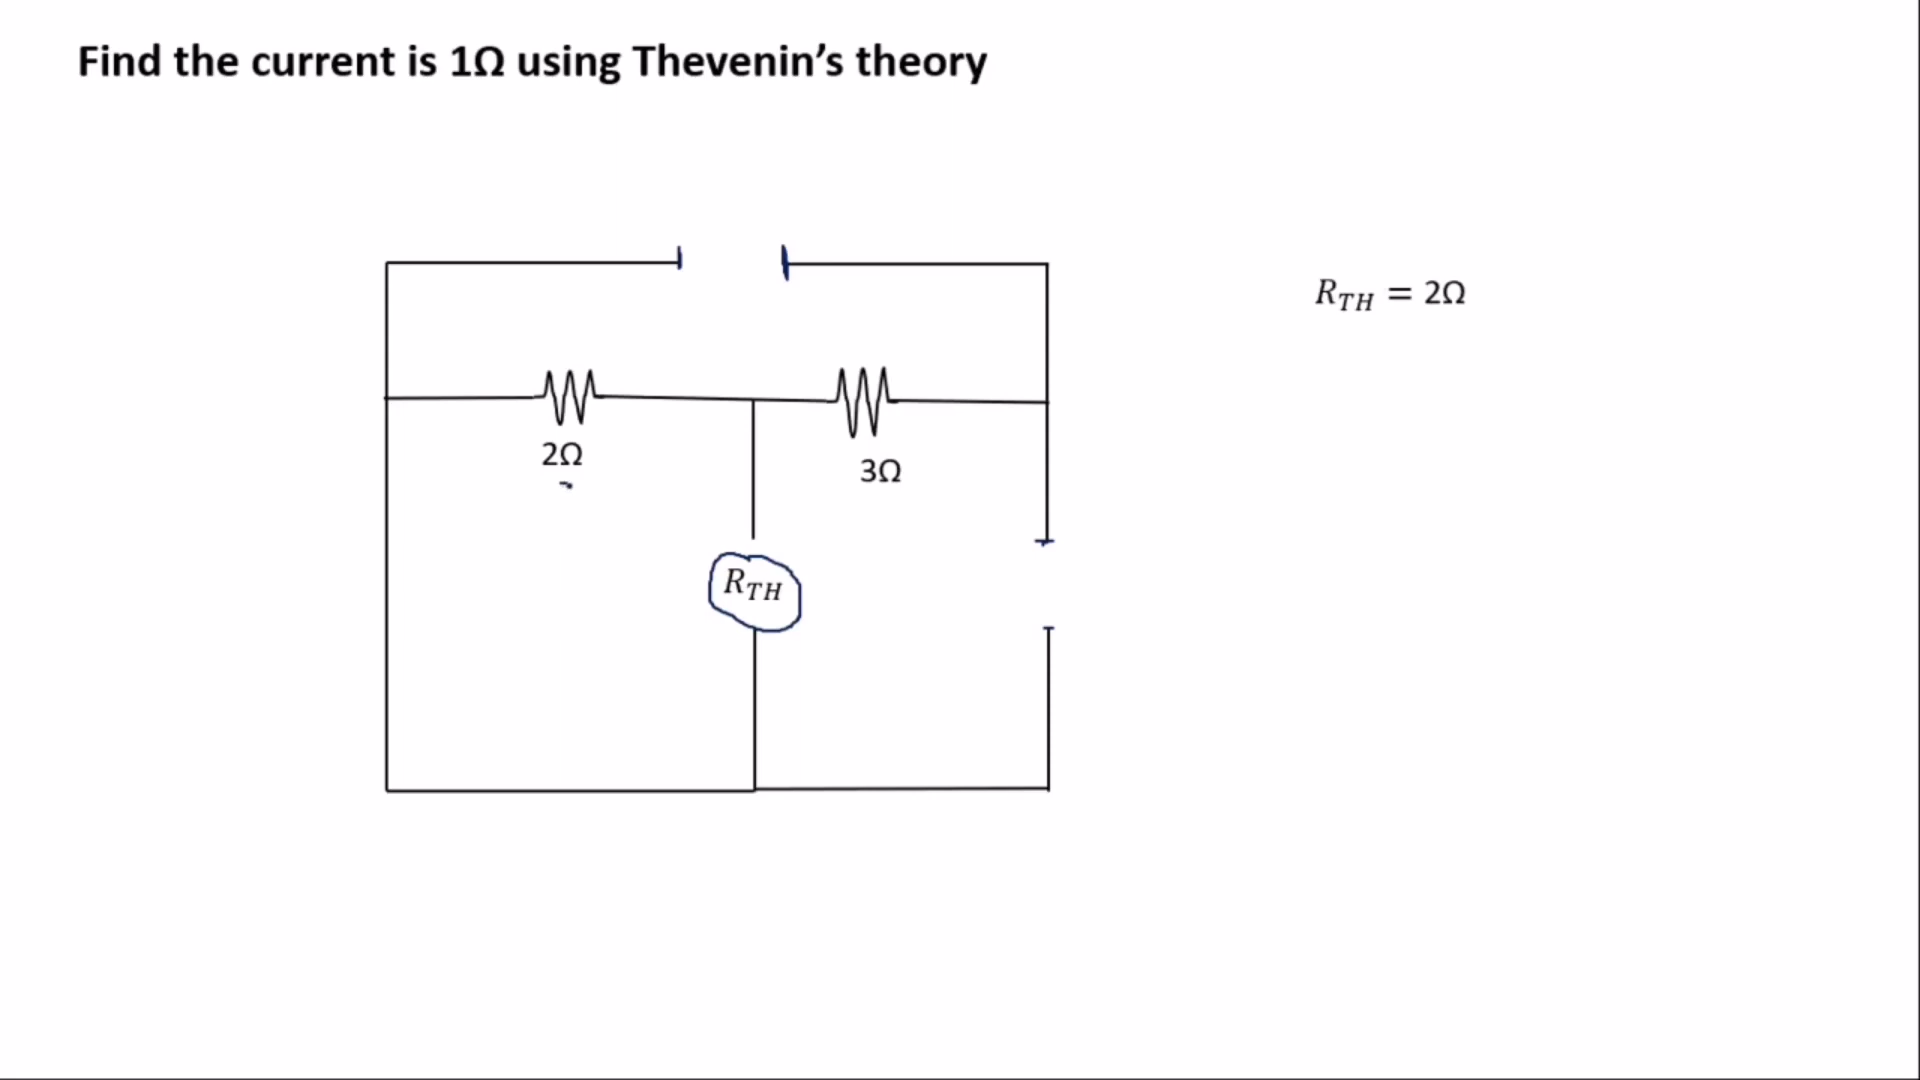 Find the current is 1Ω using Thevenin’s theory
R_TH = 2Ω
2Ω
3Ω
R_TH